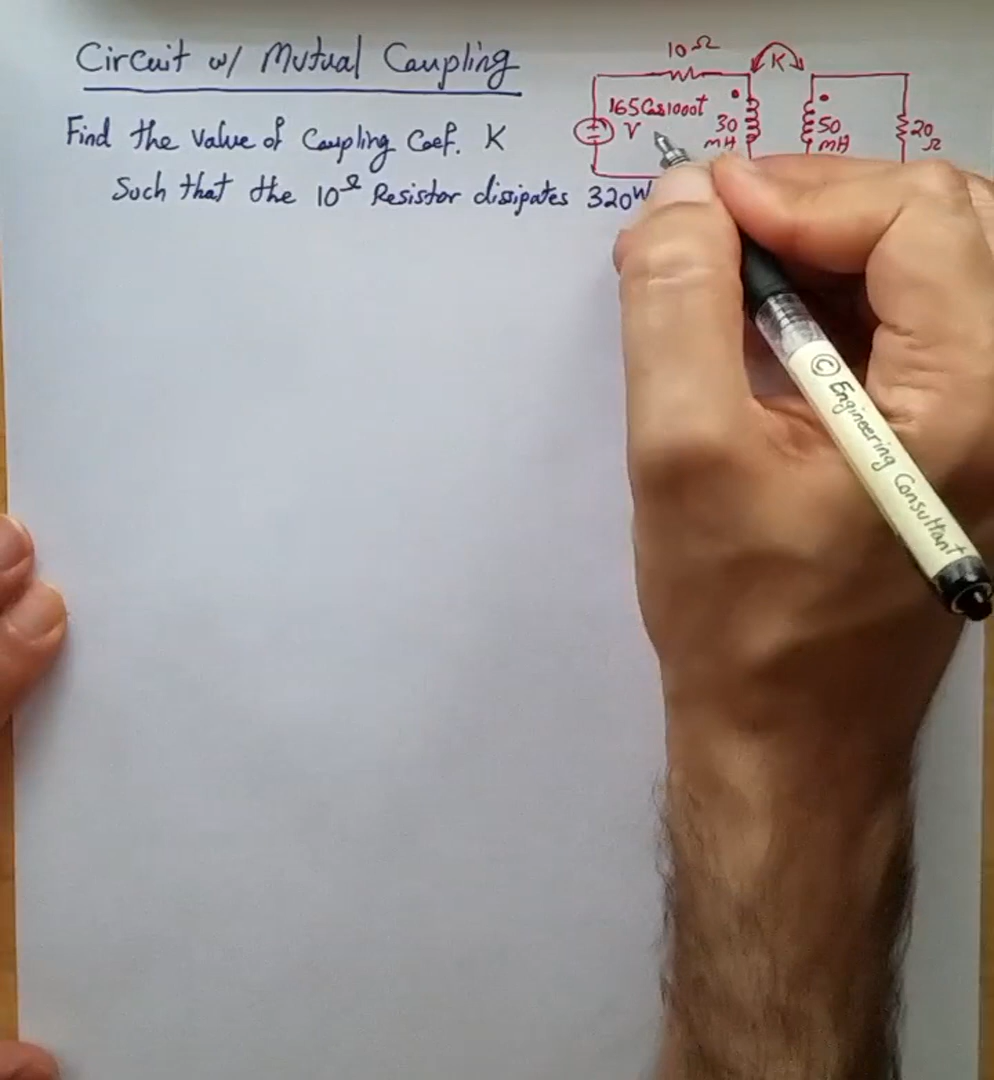 Circuit w/ Mutual Coupling
Find the Value of Coupling Coef. K
Such that the 10Ω Resistor dissipates 320W
10Ω
K
165Cos1000t
V
30
mH
50
mH
20
Ω
© Engineering Consultant